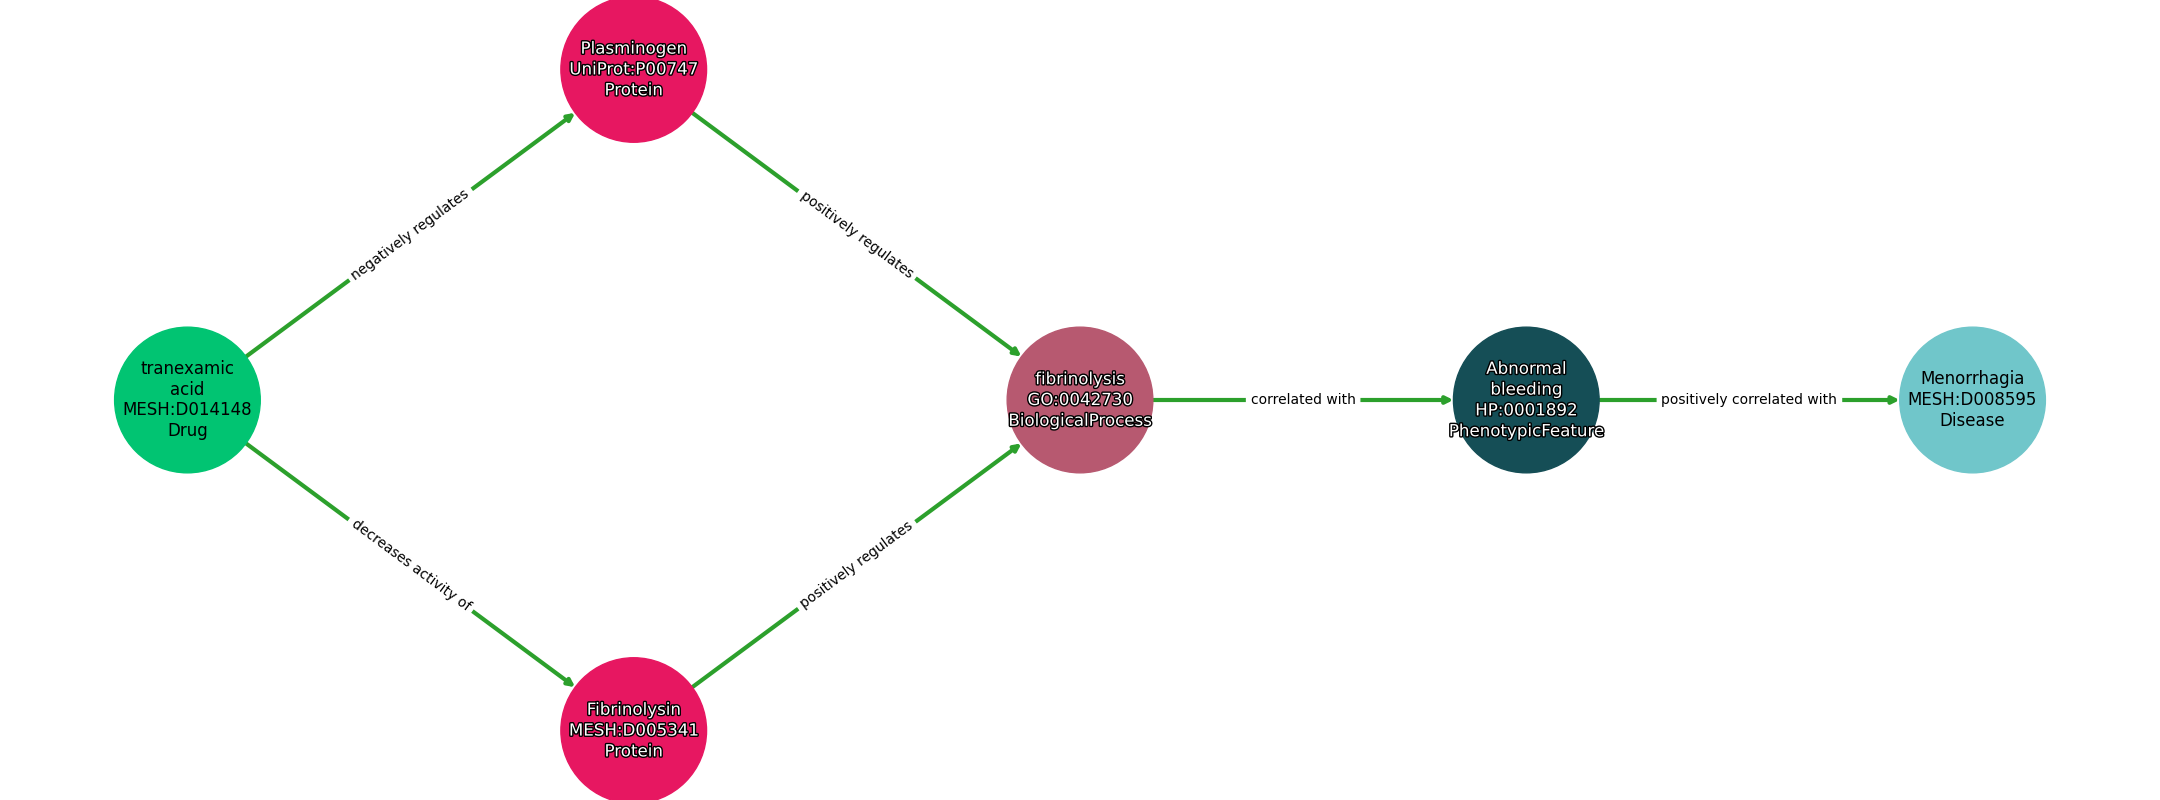 Plasminogen
UniProt:P00747
Protein
negatively regulates
positively regulates
tranexamic
acid
MESH:D014148
Drug
fibrinolysis
GO:0042730
BiologicalProcess
correlated with
Abnormal
bleeding
HP:0001892
PhenotypicFeature
positively correlated with
Menorrhagia
MESH:D008595
Disease
decreases activity of
positively regulates
Fibrinolysin
MESH:D005341
Protein